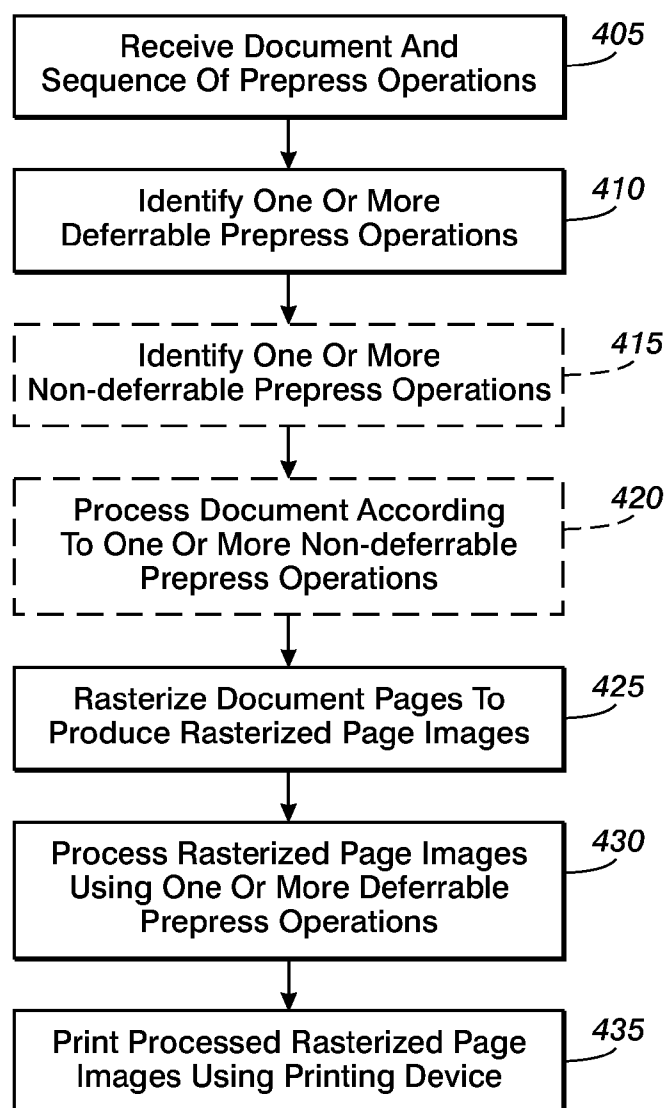 Receive Document And
Sequence Of Prepress Operations
405
Identify One Or More
Deferrable Prepress Operations
410
Identify One Or More
Non-deferrable Prepress Operations
415
Process Document According
To One Or More Non-deferrable
Prepress Operations
420
Rasterize Document Pages To
Produce Rasterized Page Images
425
Process Rasterized Page Images
Using One Or More Deferrable
Prepress Operations
430
Print Processed Rasterized Page
Images Using Printing Device
435